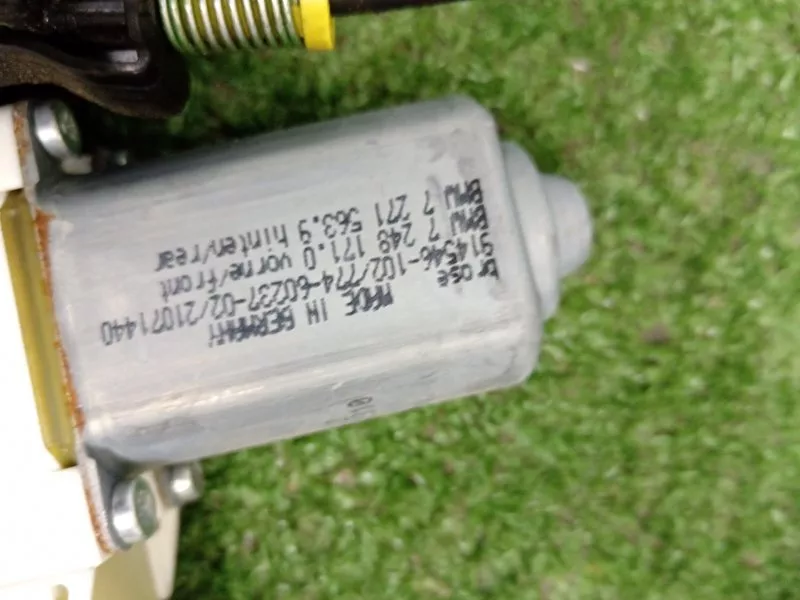 brose
914546-102/774-60237-02/21071440
BMW 7 248 171.0 vorne/front
BMW 7 271 563.9 hinten/rear
MADE IN GERMANY